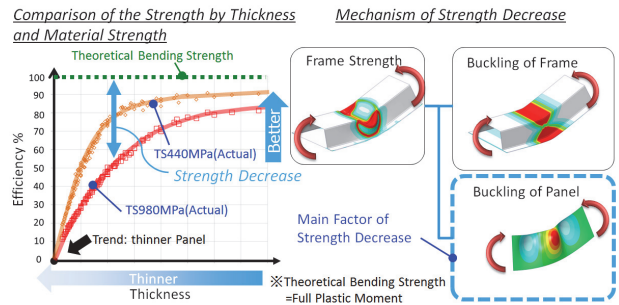 Comparison of the Strength by Thickness
and Material Strength
Mechanism of Strength Decrease
Theoretical Bending Strength
100
90
80
70
60
50
40
30
20
10
0
Efficiency %
TS440MPa(Actual)
Strength Decrease
TS980MPa(Actual)
Trend: thinner Panel
Better
Thinner
Thickness
Frame Strength
Buckling of Frame
Buckling of Panel
Main Factor of
Strength Decrease
※Theoretical Bending Strength
=Full Plastic Moment